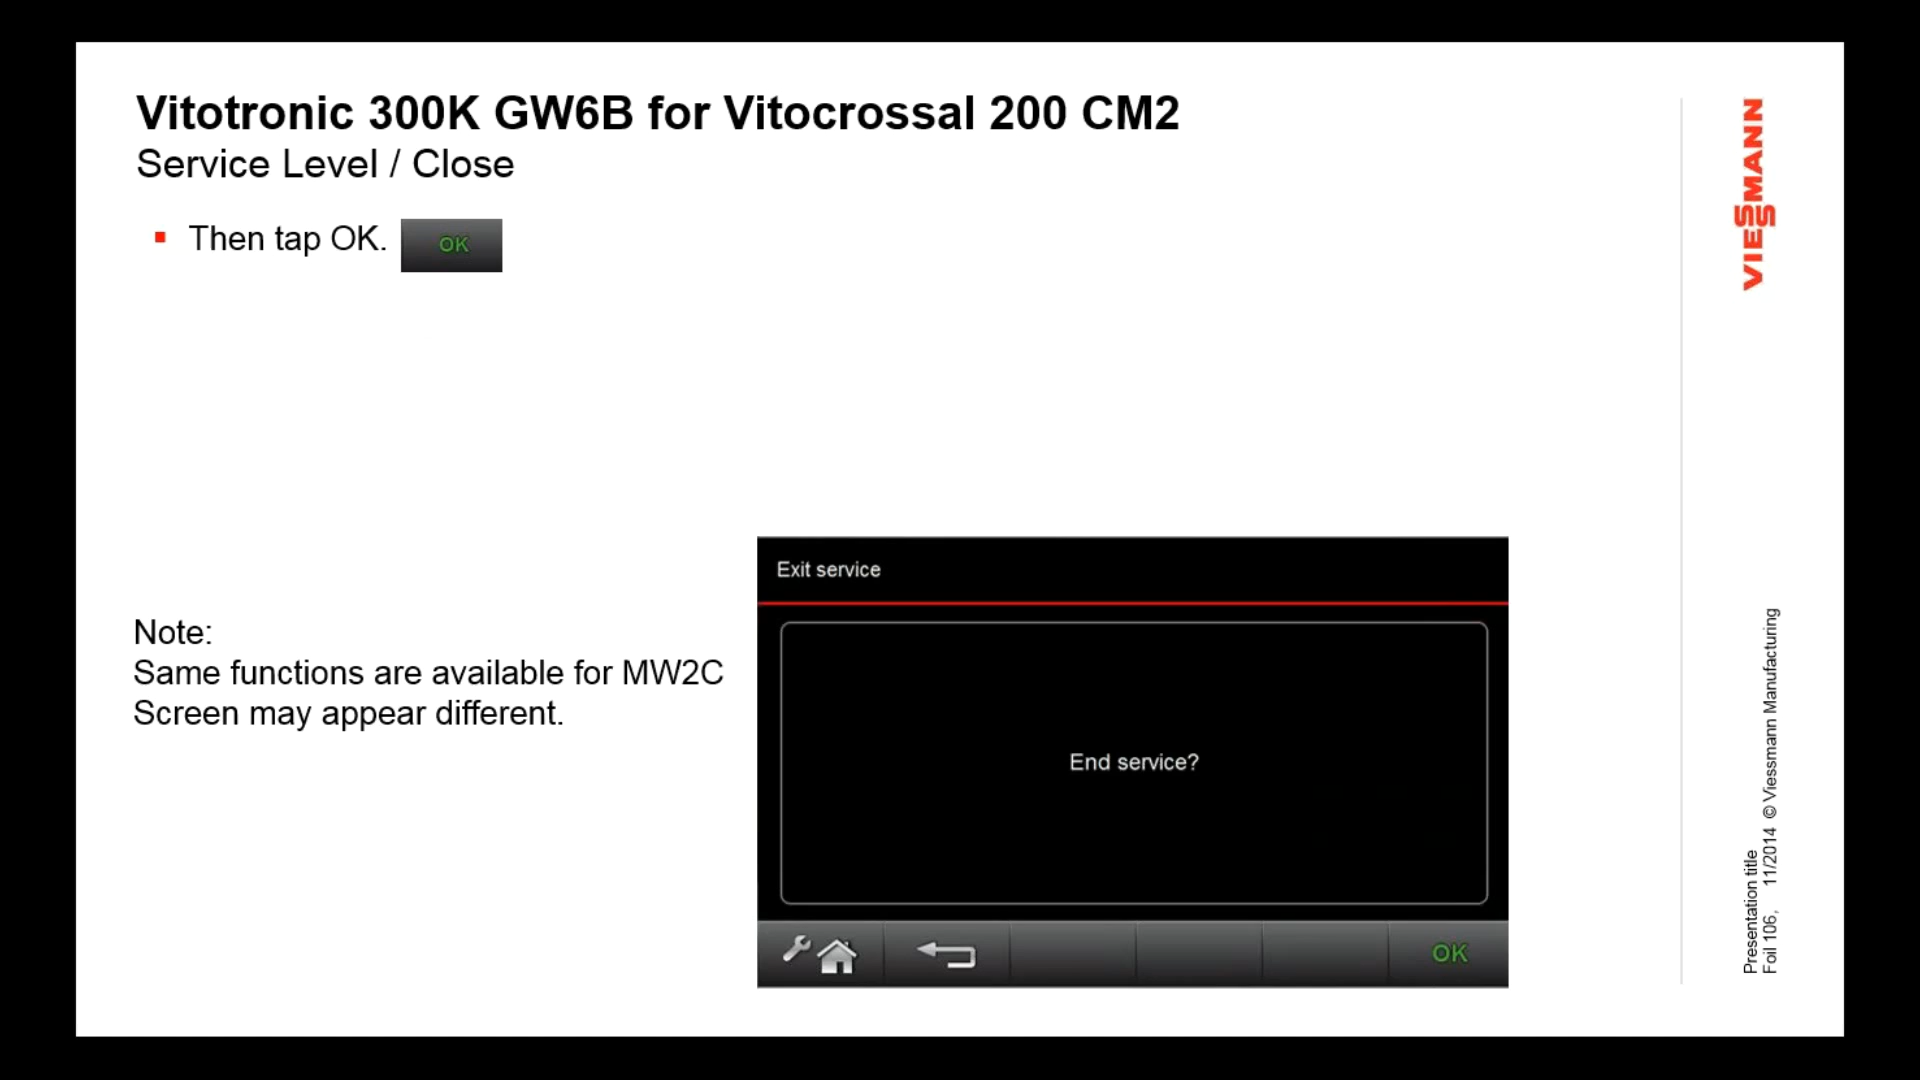 Vitotronic 300K GW6B for Vitocrossal 200 CM2
Service Level / Close
Then tap OK.
OK
Note:
Same functions are available for MW2C
Screen may appear different.
Exit service
End service?
OK
VIESMANN
Presentation title
Foil 106, 11/2014 © Viessmann Manufacturing